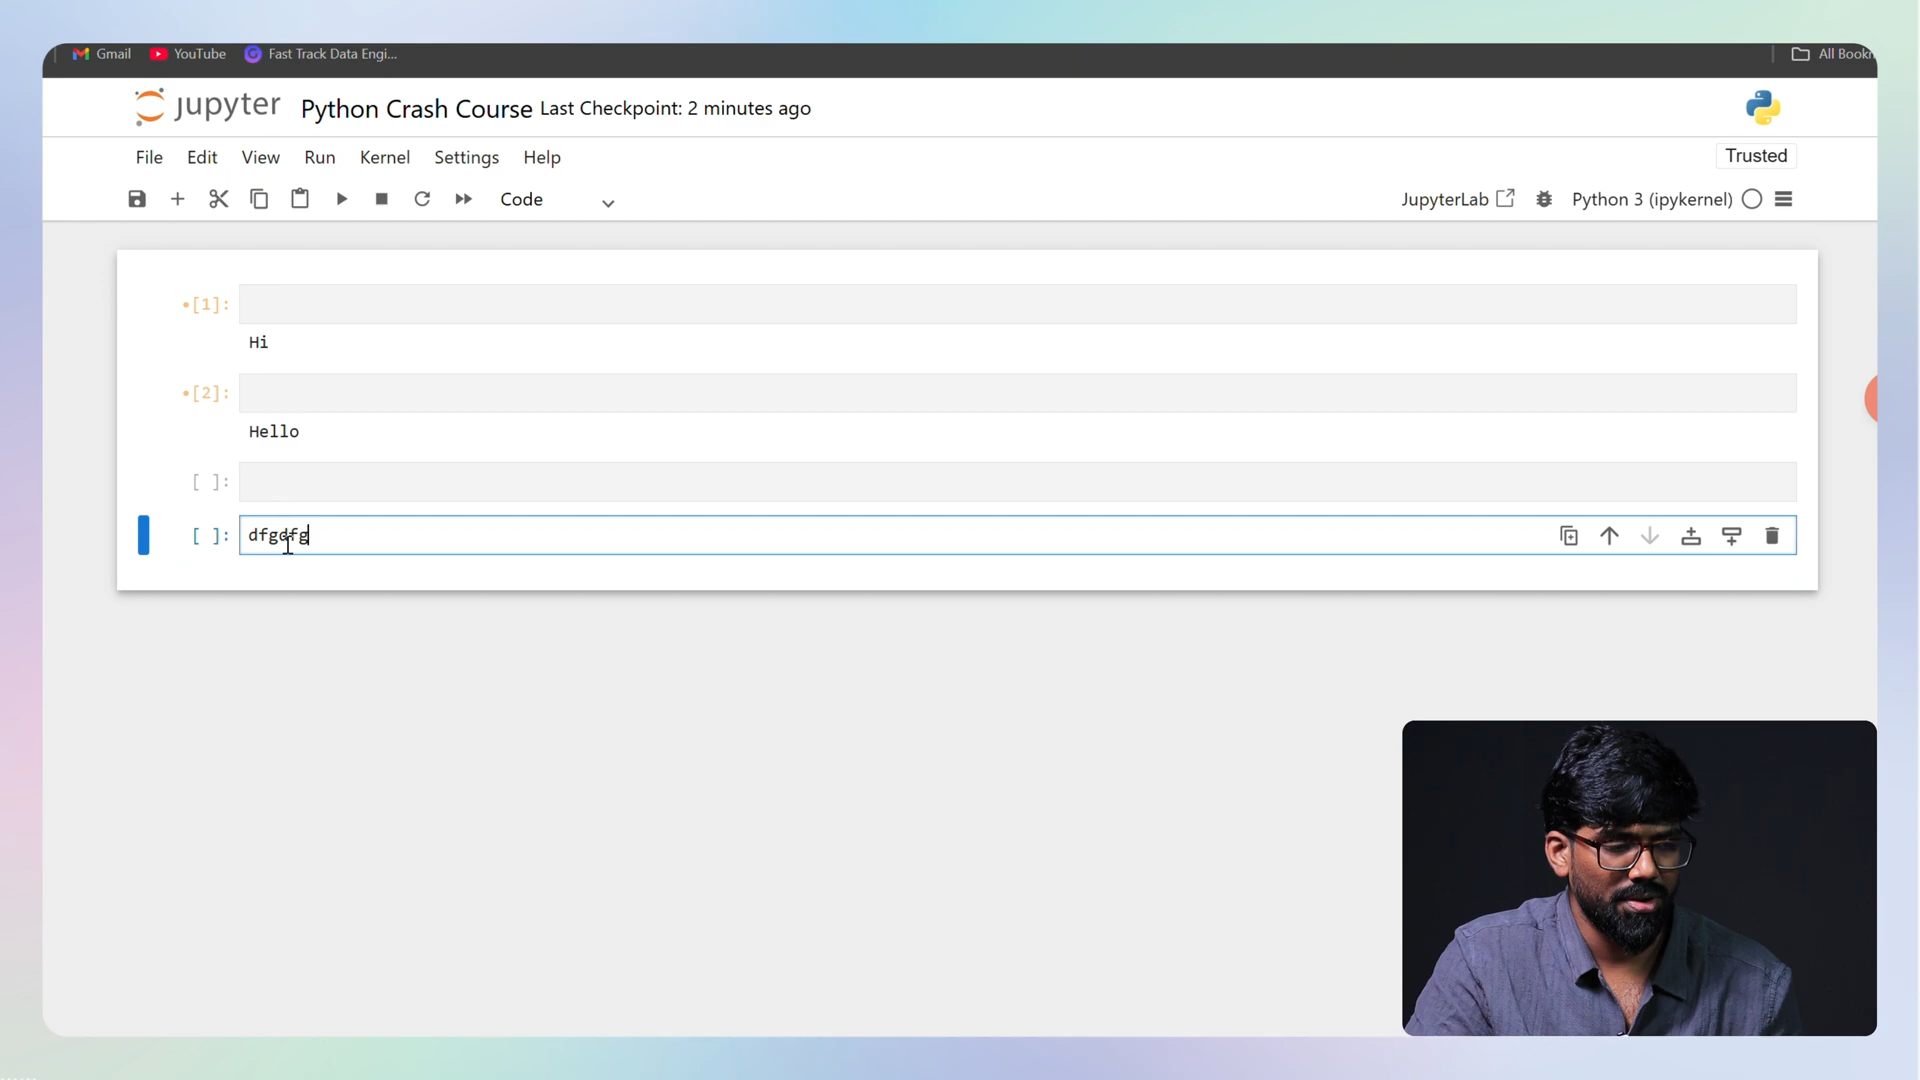 Gmail YouTube Fast Track Data Engi... All Bookn
jupyter Python Crash Course Last Checkpoint: 2 minutes ago
File Edit View Run Kernel Settings Help Trusted
Code JupyterLab Python 3 (ipykernel)
[1]:
Hi
[2]:
Hello
[ ]:
[ ]: dfgdfg